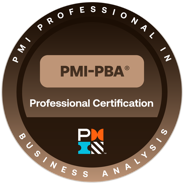 PMI PROFESSIONAL IN
PMI-PBA®
Professional Certification
BUSINESS ANALYSIS